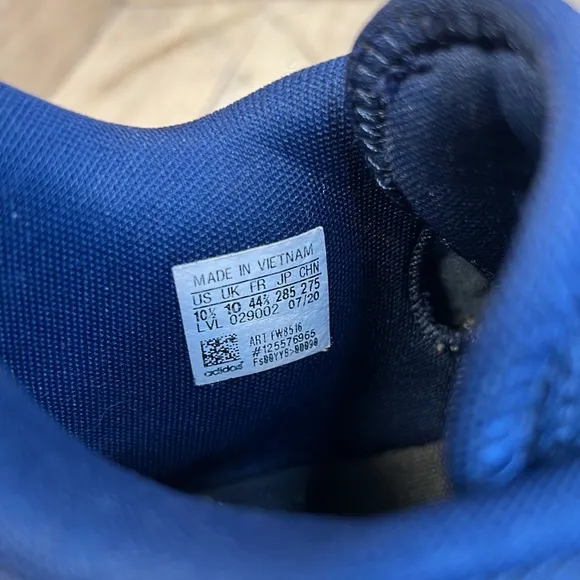 MADE IN VIETNAM
US UK FR JP CHN
10½ 10 44⅔ 285 275
LVL 029002 07/20
ART FW8516
#125576965
adidas